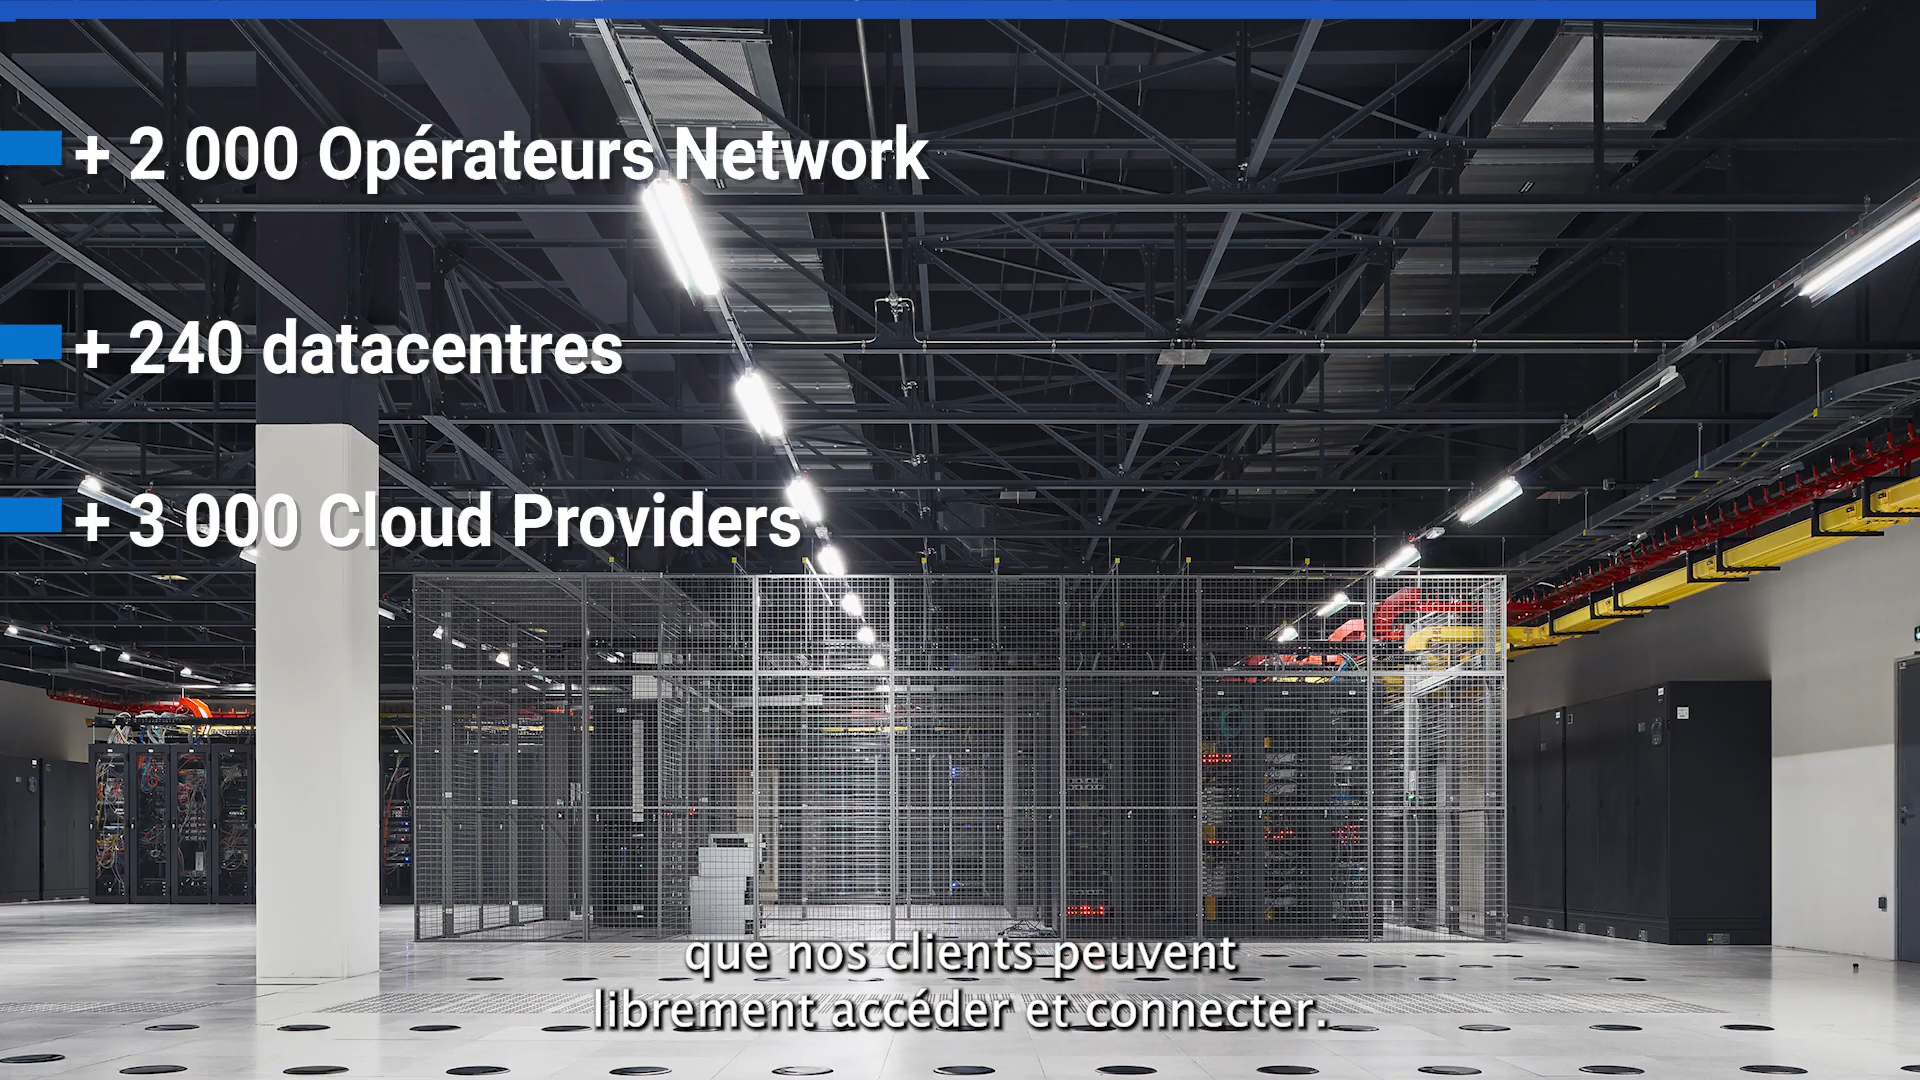 + 2 000 Opérateurs Network
+ 240 datacentres
+ 3 000 Cloud Providers
que nos clients peuvent
librement accéder et connecter.